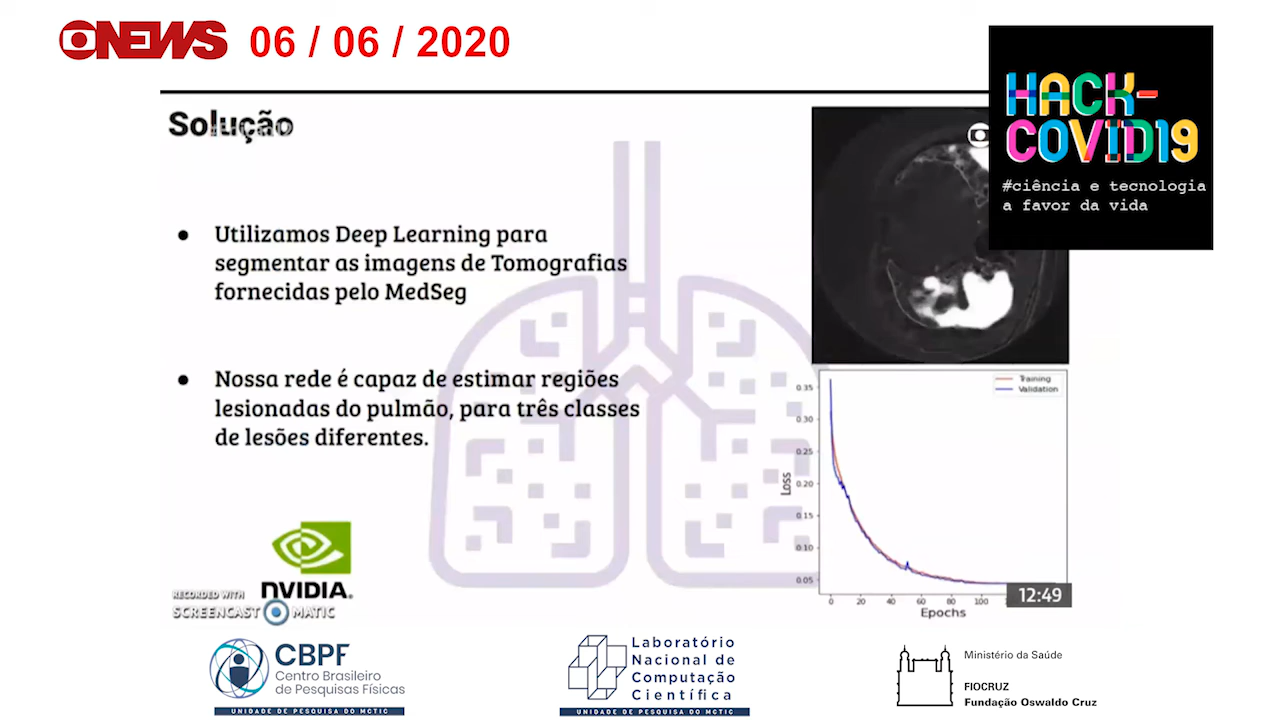 NEWS 06 / 06 / 2020
HACK-
COVID19
#ciência e tecnologia
a favor da vida
Solução
● Utilizamos Deep Learning para
segmentar as imagens de Tomografias
fornecidas pelo MedSeg
● Nossa rede é capaz de estimar regiões
lesionadas do pulmão, para três classes
de lesões diferentes.
Training
Validation
0.35
0.30
0.25
0.20
0.15
0.10
0.05
Loss
0 20 40 60 80 100
Epochs
12:49
NVIDIA.
RECORDED WITH
SCREENCAST MATIC
CBPF
Centro Brasileiro
de Pesquisas Físicas
UNIDADE DE PESQUISA DO MCTIC
Laboratório
Nacional de
Computação
Científica
UNIDADE DE PESQUISA DO MCTIC
Ministério da Saúde
FIOCRUZ
Fundação Oswaldo Cruz